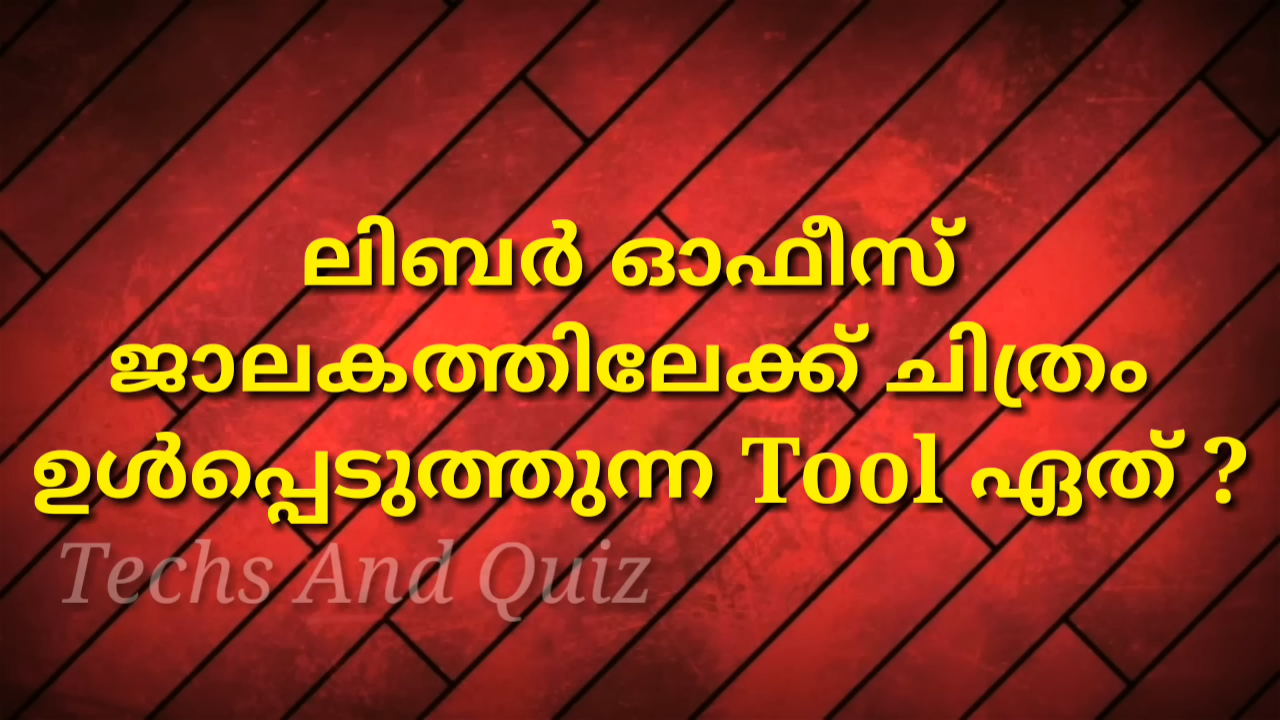 ലിബർ ഓഫീസ്
ജാലകത്തിലേക്ക് ചിത്രം
ഉൾപ്പെടുത്തുന്ന Tool ഏത് ?
Techs And Quiz